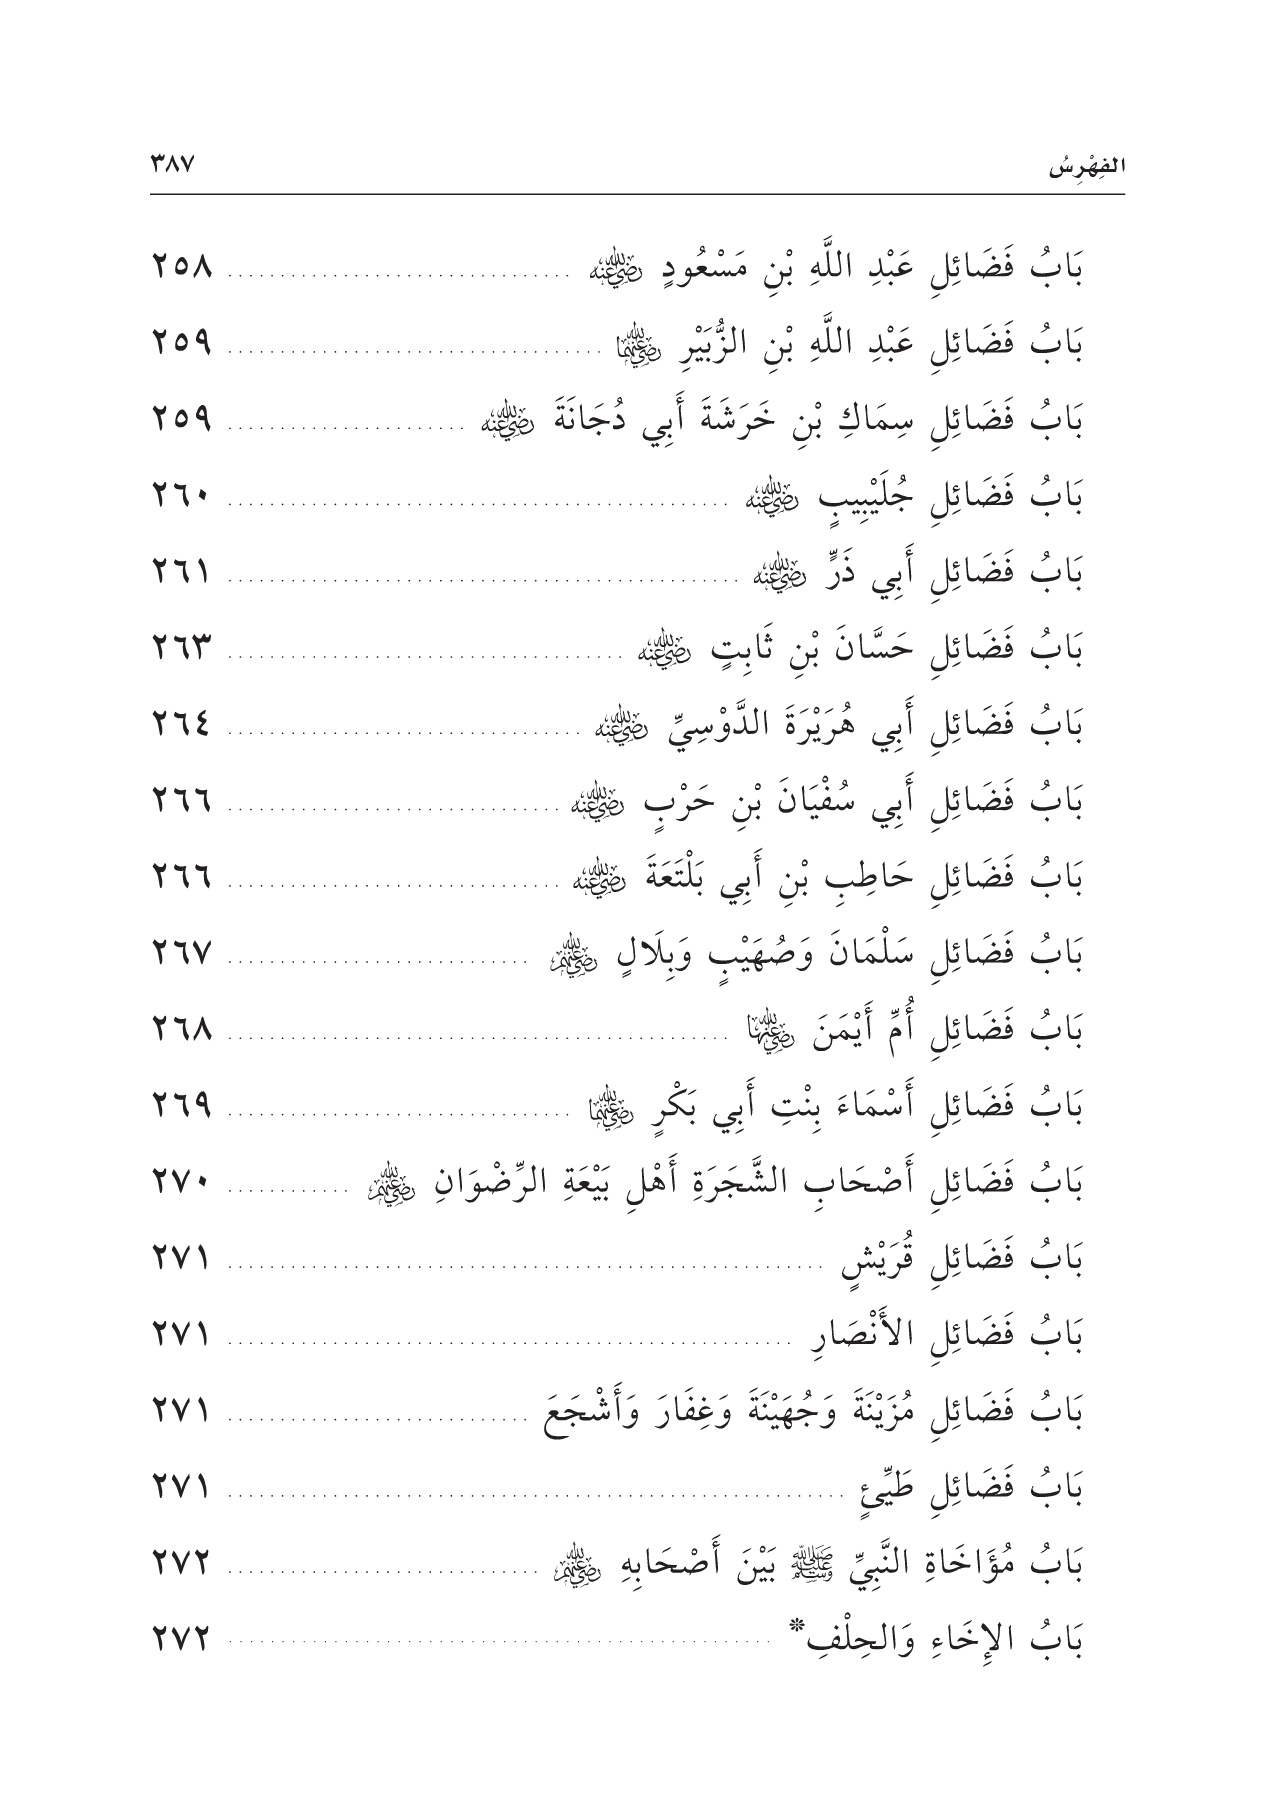 الفِهْرِسُ ٣٨٧
بَابُ فَضَائِلِ عَبْدِ اللَّهِ بْنِ مَسْعُودٍ رضي الله عنه ................................ ٢٥٨
بَابُ فَضَائِلِ عَبْدِ اللَّهِ بْنِ الزُّبَيْرِ رضي الله عنهما ................................ ٢٥٩
بَابُ فَضَائِلِ سِمَاكِ بْنِ خَرَشَةَ أَبِي دُجَانَةَ رضي الله عنه ................................ ٢٥٩
بَابُ فَضَائِلِ جُلَيْبِيبٍ رضي الله عنه ................................ ٢٦٠
بَابُ فَضَائِلِ أَبِي ذَرٍّ رضي الله عنه ................................ ٢٦١
بَابُ فَضَائِلِ حَسَّانَ بْنِ ثَابِتٍ رضي الله عنه ................................ ٢٦٣
بَابُ فَضَائِلِ أَبِي هُرَيْرَةَ الدَّوْسِيِّ رضي الله عنه ................................ ٢٦٤
بَابُ فَضَائِلِ أَبِي سُفْيَانَ بْنِ حَرْبٍ رضي الله عنه ................................ ٢٦٦
بَابُ فَضَائِلِ حَاطِبِ بْنِ أَبِي بَلْتَعَةَ رضي الله عنه ................................ ٢٦٦
بَابُ فَضَائِلِ سَلْمَانَ وَصُهَيْبٍ وَبِلَالٍ رضي الله عنهم ................................ ٢٦٧
بَابُ فَضَائِلِ أُمِّ أَيْمَنَ رضي الله عنها ................................ ٢٦٨
بَابُ فَضَائِلِ أَسْمَاءَ بِنْتِ أَبِي بَكْرٍ رضي الله عنهما ................................ ٢٦٩
بَابُ فَضَائِلِ أَصْحَابِ الشَّجَرَةِ أَهْلِ بَيْعَةِ الرِّضْوَانِ رضي الله عنهم ............ ٢٧٠
بَابُ فَضَائِلِ قُرَيْشٍ ................................ ٢٧١
بَابُ فَضَائِلِ الأَنْصَارِ ................................ ٢٧١
بَابُ فَضَائِلِ مُزَيْنَةَ وَجُهَيْنَةَ وَغِفَارَ وَأَشْجَعَ ................................ ٢٧١
بَابُ فَضَائِلِ طَيِّئٍ ................................ ٢٧١
بَابُ مُؤَاخَاةِ النَّبِيِّ ﷺ بَيْنَ أَصْحَابِهِ رضي الله عنهم ................................ ٢٧٢
بَابُ الإِخَاءِ وَالحِلْفِ* ................................ ٢٧٢